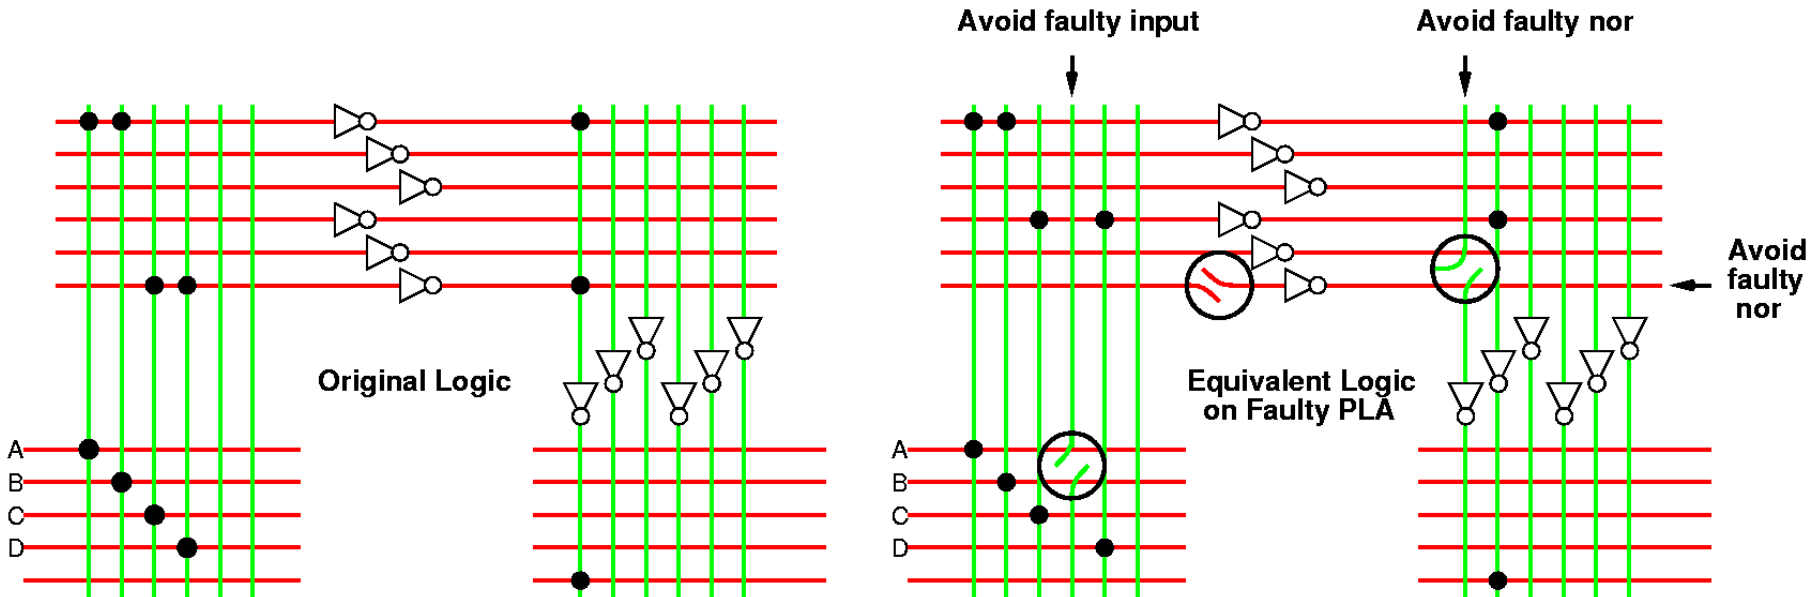 Avoid faulty input
Avoid faulty nor
Avoid
faulty
nor
Original Logic
Equivalent Logic
on Faulty PLA
A
B
C
D
A
B
C
D